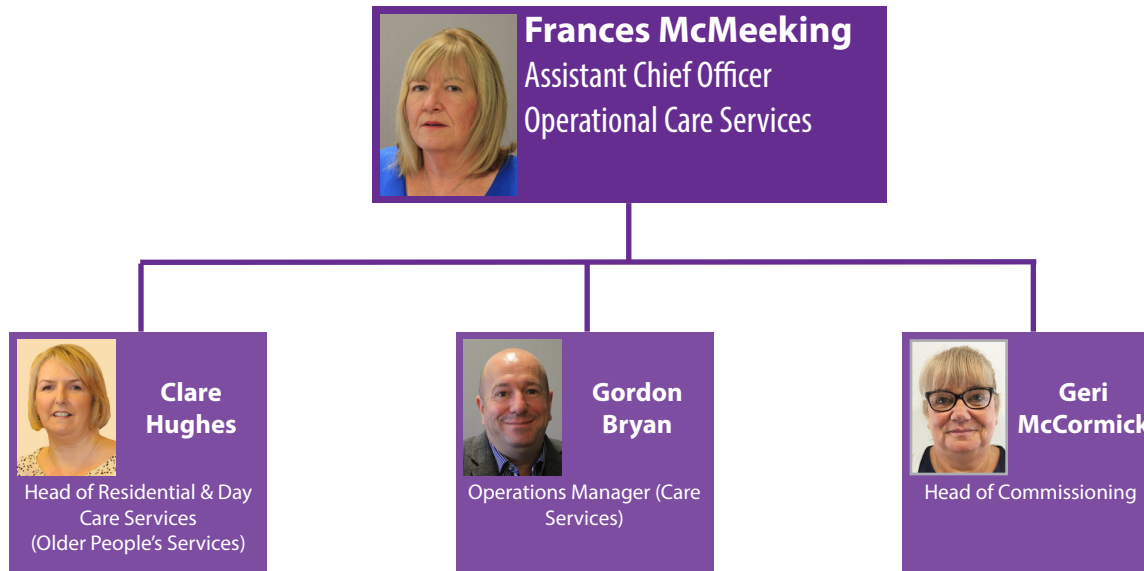 Frances McMeeking
Assistant Chief Officer
Operational Care Services
Clare
Hughes
Head of Residential & Day
Care Services
(Older People’s Services)
Gordon
Bryan
Operations Manager (Care
Services)
Geri
McCormick
Head of Commissioning